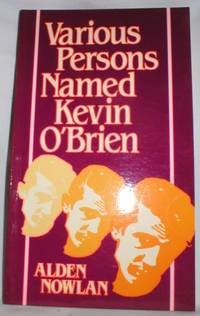 Various
Persons
Named
Kevin
O'Brien
ALDEN
NOWLAN